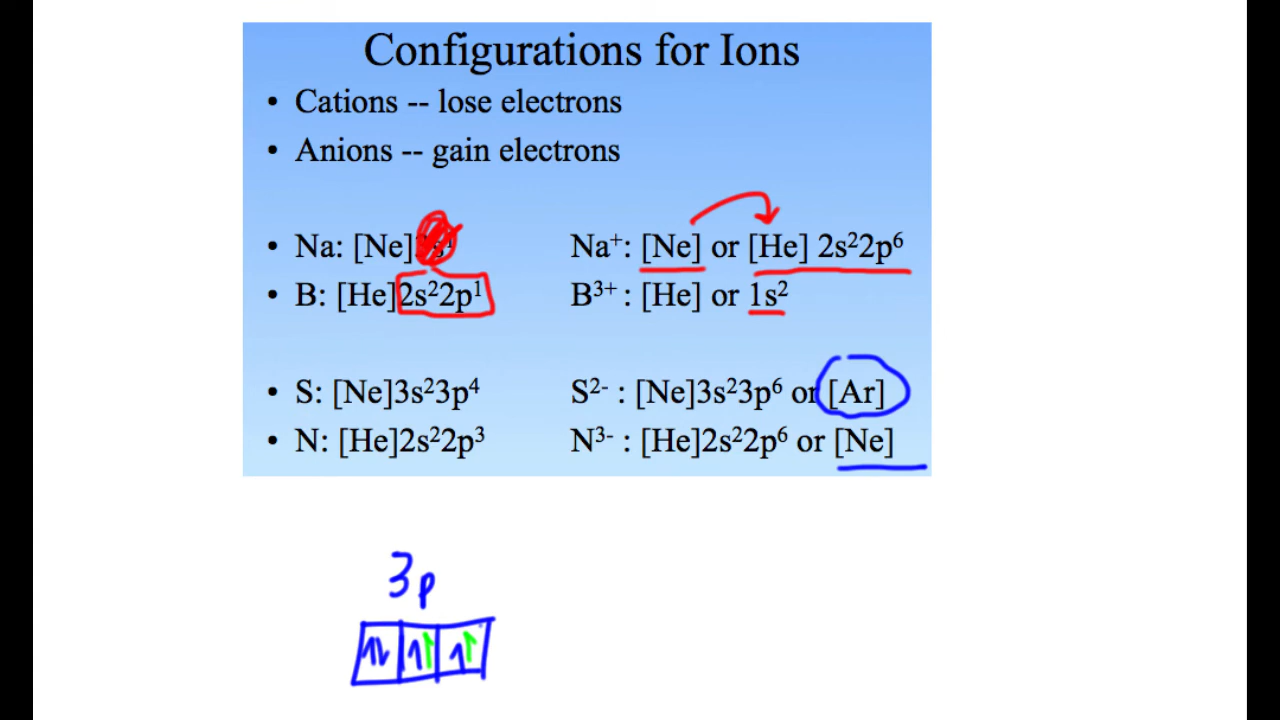 Configurations for Ions
• Cations -- lose electrons
• Anions -- gain electrons
• Na: [Ne] Na⁺: [Ne] or [He] 2s²2p⁶
• B: [He]2s²2p¹ B³⁺ : [He] or 1s²
• S: [Ne]3s²3p⁴ S²⁻ : [Ne]3s²3p⁶ or [Ar]
• N: [He]2s²2p³ N³⁻ : [He]2s²2p⁶ or [Ne]
3p